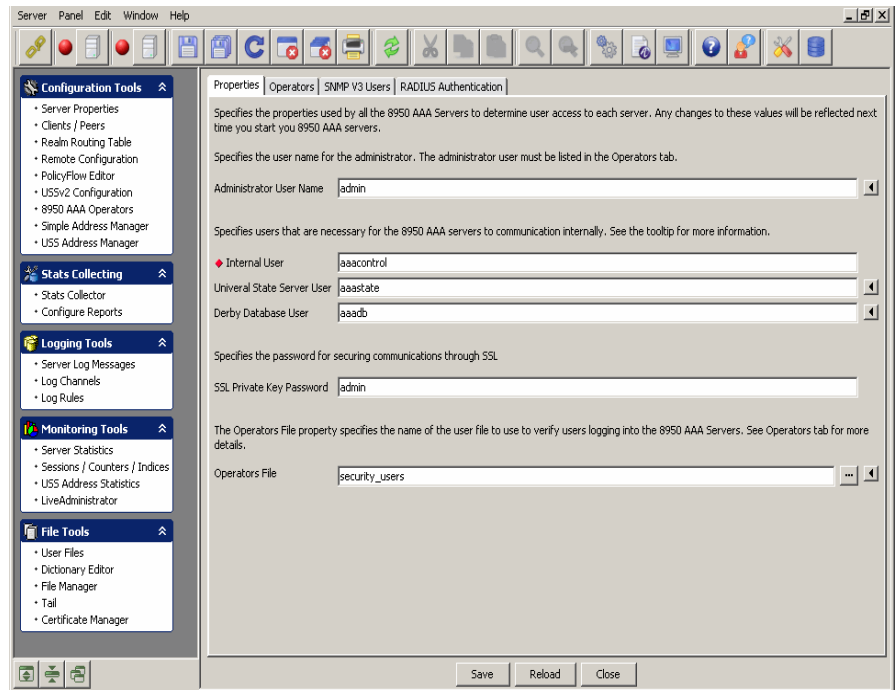 Server Panel Edit Window Help
Configuration Tools
Server Properties
Clients / Peers
Realm Routing Table
Remote Configuration
PolicyFlow Editor
USSv2 Configuration
8950 AAA Operators
Simple Address Manager
USS Address Manager
Stats Collecting
Stats Collector
Configure Reports
Logging Tools
Server Log Messages
Log Channels
Log Rules
Monitoring Tools
Server Statistics
Sessions / Counters / Indices
USS Address Statistics
LiveAdministrator
File Tools
User Files
Dictionary Editor
File Manager
Tail
Certificate Manager
Properties Operators SNMP V3 Users RADIUS Authentication
Specifies the properties used by all the 8950 AAA Servers to determine user access to each server. Any changes to these values will be reflected next
time you start you 8950 AAA servers.
Specifies the user name for the administrator. The administrator user must be listed in the Operators tab.
Administrator User Name admin
Specifies users that are necessary for the 8950 AAA servers to communication internally. See the tooltip for more information.
Internal User aaacontrol
Univeral State Server User aaastate
Derby Database User aaadb
Specifies the password for securing communications through SSL
SSL Private Key Password admin
The Operators File property specifies the name of the user file to use to verify users logging into the 8950 AAA Servers. See Operators tab for more
details.
Operators File security_users ...
Save Reload Close